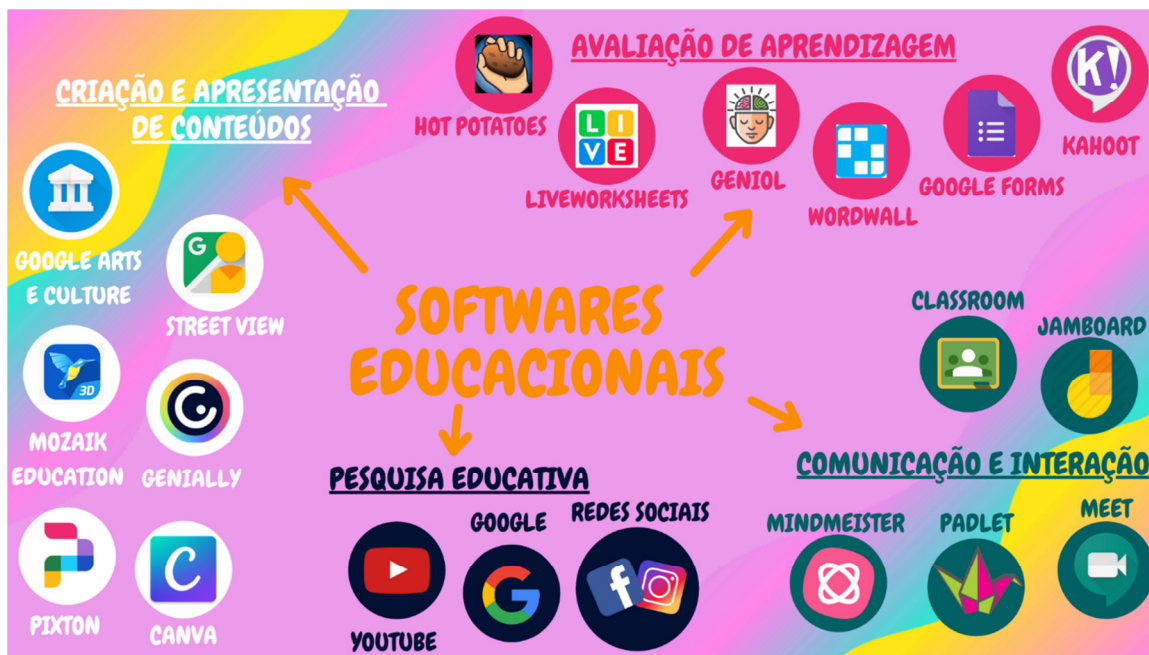 CRIAÇÃO E APRESENTAÇÃO
DE CONTEÚDOS
GOOGLE ARTS
E CULTURE
STREET VIEW
3D
MOZAIK
EDUCATION
GENIALLY
PIXTON
CANVA
AVALIAÇÃO DE APRENDIZAGEM
HOT POTATOES
LIVE
LIVEWORKSHEETS
GENIOL
WORDWALL
GOOGLE FORMS
K!
KAHOOT
SOFTWARES
EDUCACIONAIS
PESQUISA EDUCATIVA
YOUTUBE
GOOGLE
REDES SOCIAIS
CLASSROOM
JAMBOARD
COMUNICAÇÃO E INTERAÇÃO
MINDMEISTER
PADLET
MEET